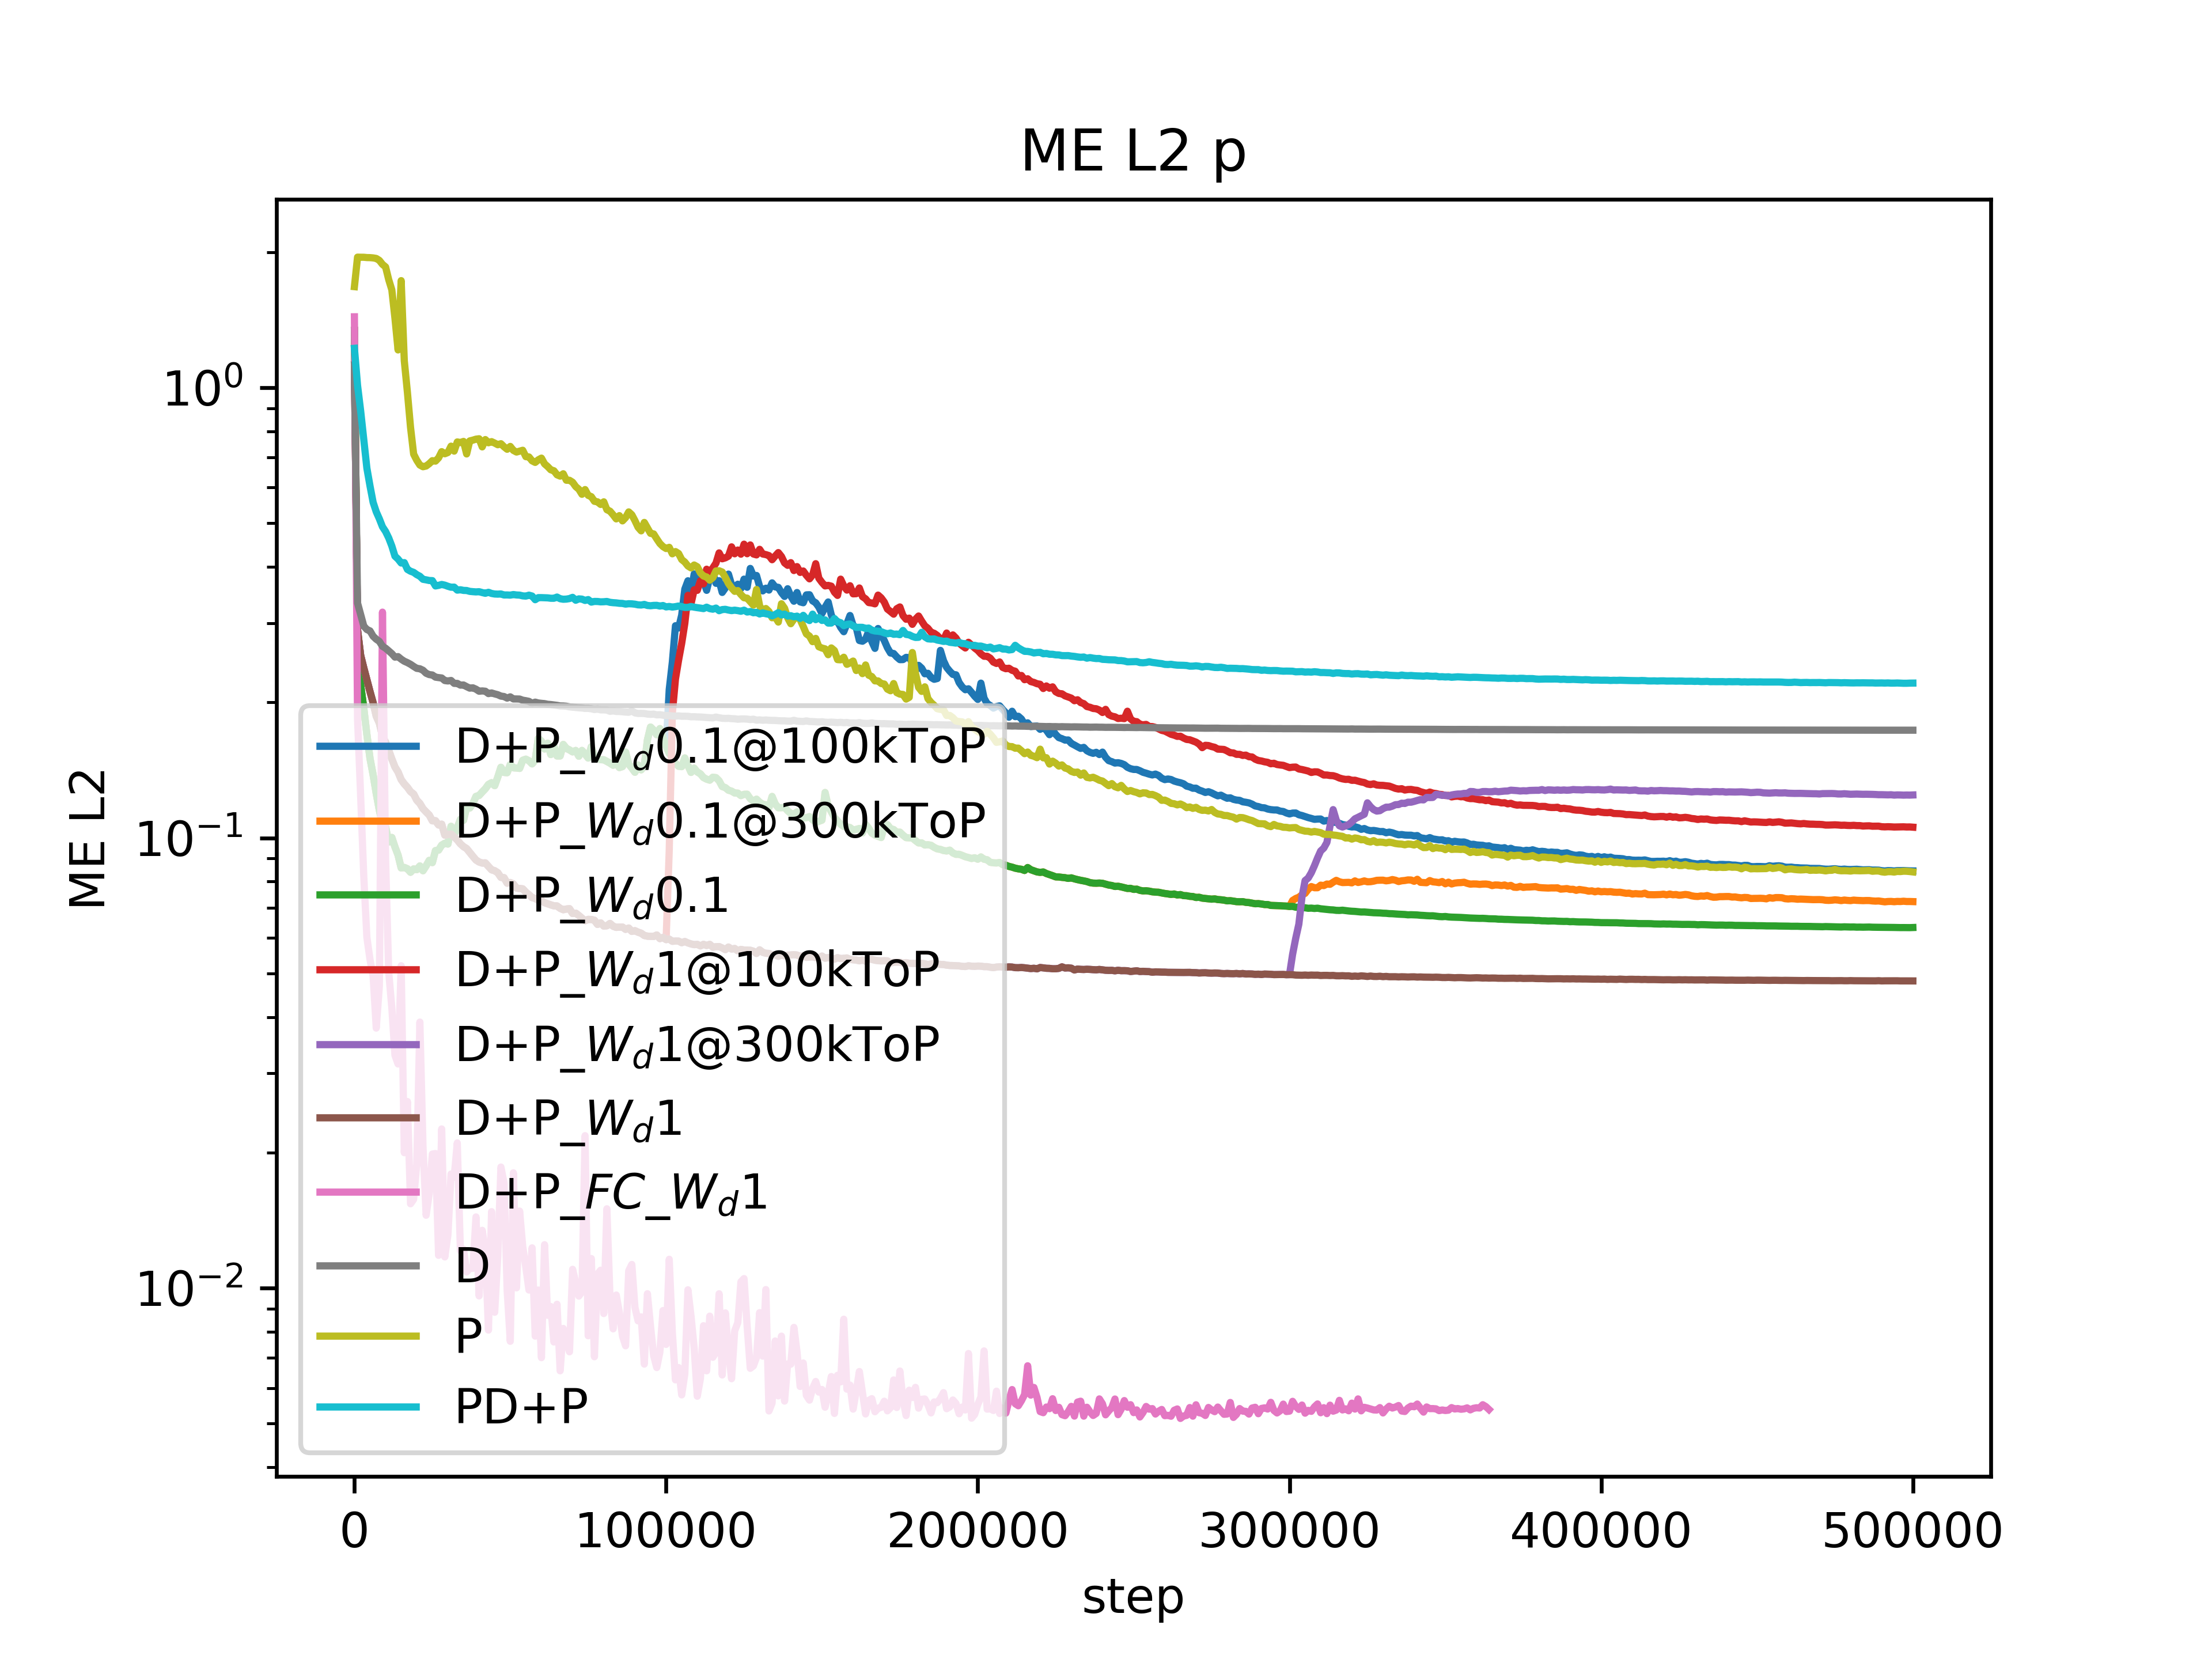 ME L2 p
ME L2
10⁰
10⁻¹
10⁻²
D+P_W_d0.1@100kToP
D+P_W_d0.1@300kToP
D+P_W_d0.1
D+P_W_d1@100kToP
D+P_W_d1@300kToP
D+P_W_d1
D+P_FC_W_d1
D
P
PD+P
0 100000 200000 300000 400000 500000
step